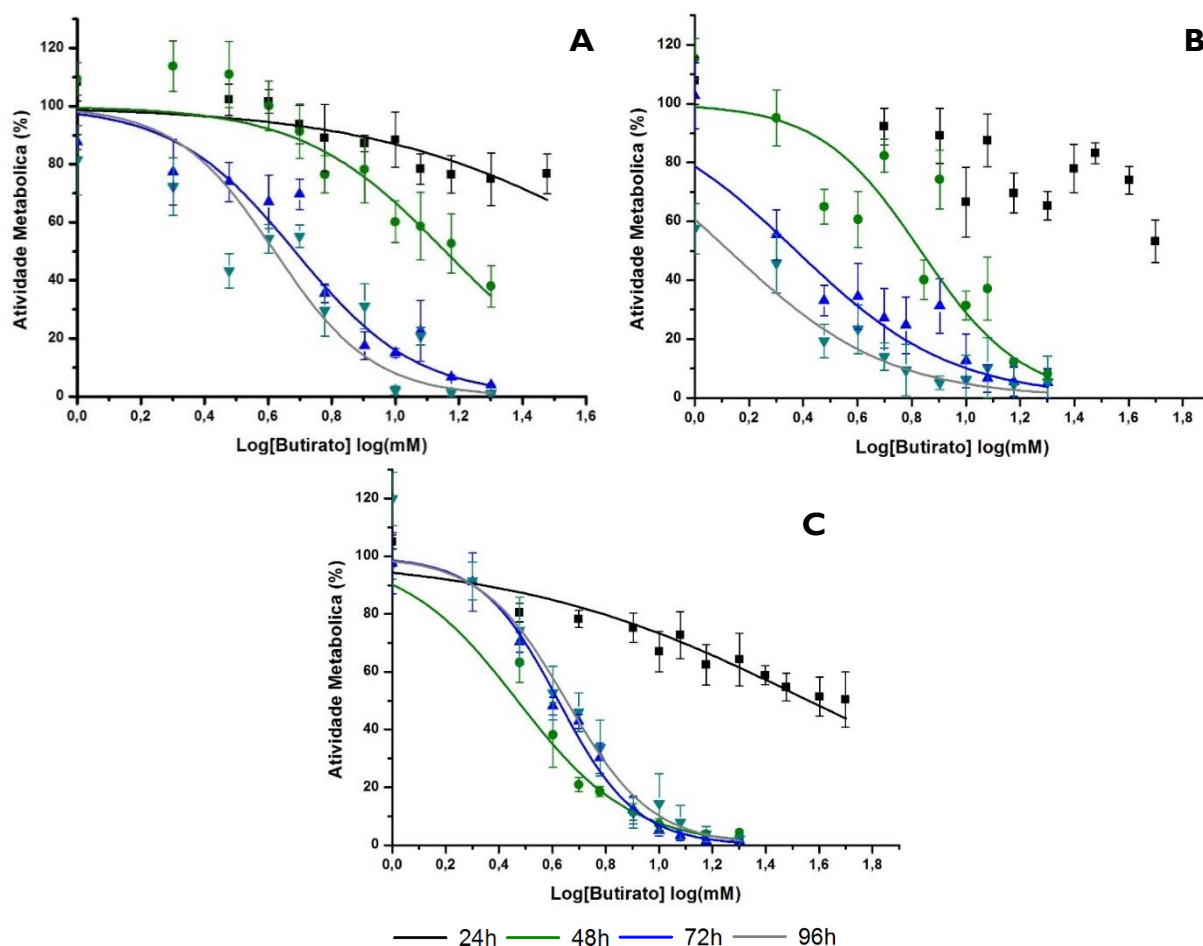 A
Atividade Metabolica (%)
120
100
80
60
40
20
0
0,0 0,2 0,4 0,6 0,8 1,0 1,2 1,4 1,6
Log[Butirato] log(mM)
B
Atividade Metabolica (%)
120
100
80
60
40
20
0
0,0 0,2 0,4 0,6 0,8 1,0 1,2 1,4 1,6 1,8
Log[Butirato] log(mM)
C
Atividade Metabolica (%)
120
100
80
60
40
20
0
0,0 0,2 0,4 0,6 0,8 1,0 1,2 1,4 1,6 1,8
Log[Butirato] log(mM)
24h 48h 72h 96h